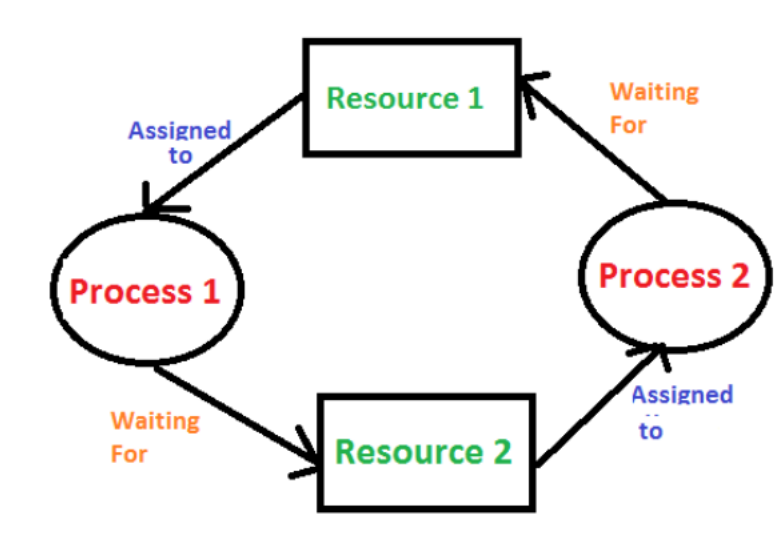 Resource 1
Waiting
For
Assigned
to
Process 1
Process 2
Waiting
For
Resource 2
Assigned
to